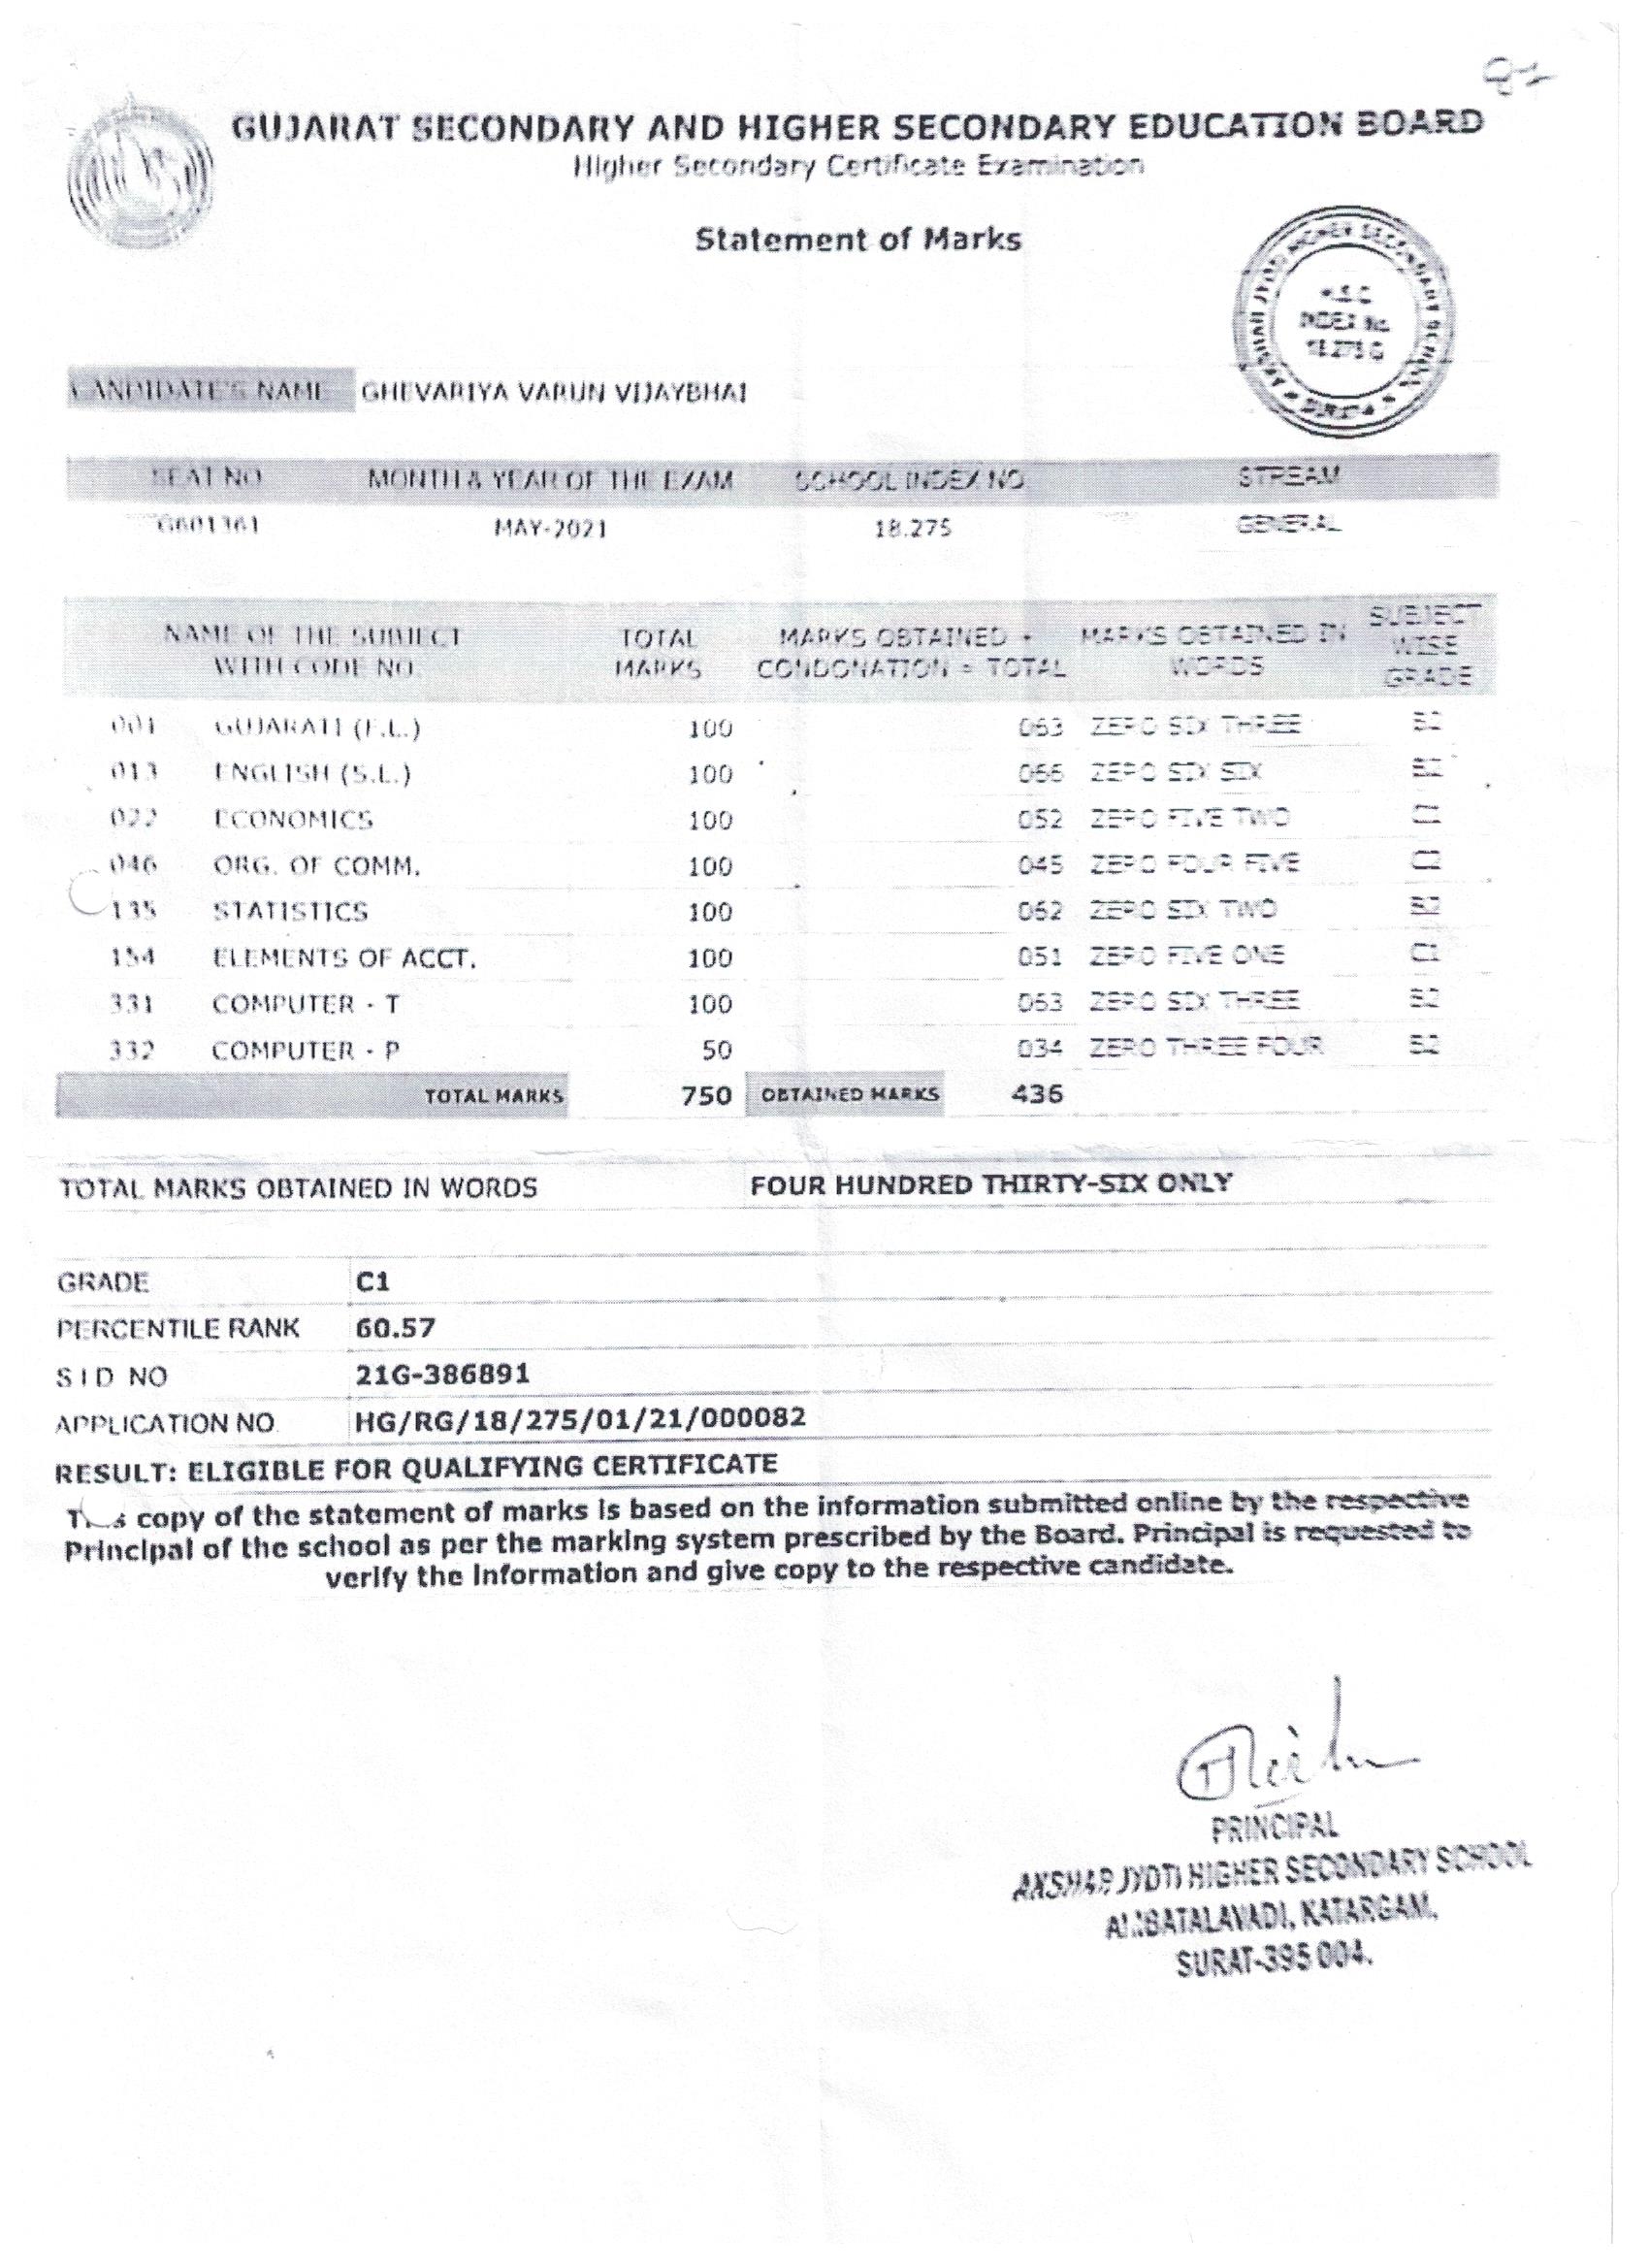 GUJARAT SECONDARY AND HIGHER SECONDARY EDUCATION BOARD
Higher Secondary Certificate Examination
Statement of Marks
AKSHAR JYOTI HIGHER SECONDARY SCHOOL
H.S.C
INDEX No.
18.275 G
CANDIDATE'S NAME GHEVARIYA VARUN VIJAYBHAI
SEAT NO MONTH & YEAR OF THE EXAM SCHOOL INDEX NO. STREAM
G601361 MAY-2021 18.275 GENERAL
NAME OF THE SUBJECT WITH CODE NO. TOTAL MARKS MARKS OBTAINED + CONDONATION = TOTAL MARKS OBTAINED IN WORDS SUBJECT WISE GRADE
001 GUJARATI (F.L.) 100 063 ZERO SIX THREE B2
013 ENGLISH (S.L.) 100 066 ZERO SIX SIX
022 ECONOMICS 100 052 ZERO FIVE TWO C1
046 ORG. OF COMM. 100 045 ZERO FOUR FIVE C2
135 STATISTICS 100 062 ZERO SIX TWO B2
154 ELEMENTS OF ACCT. 100 051 ZERO FIVE ONE C1
331 COMPUTER - T 100 063 ZERO SIX THREE B2
332 COMPUTER - P 50 034 ZERO THREE FOUR B2
TOTAL MARKS 750 OBTAINED MARKS 436
TOTAL MARKS OBTAINED IN WORDS FOUR HUNDRED THIRTY-SIX ONLY
GRADE C1
PERCENTILE RANK 60.57
SID NO 21G-386891
APPLICATION NO. HG/RG/18/275/01/21/000082
RESULT: ELIGIBLE FOR QUALIFYING CERTIFICATE
This copy of the statement of marks is based on the information submitted online by the respective
Principal of the school as per the marking system prescribed by the Board. Principal is requested to
verify the information and give copy to the respective candidate.
PRINCIPAL
AKSHAR JYOTI HIGHER SECONDARY SCHOOL
AMBATALAVADI, KATARGAM,
SURAT-395 004.